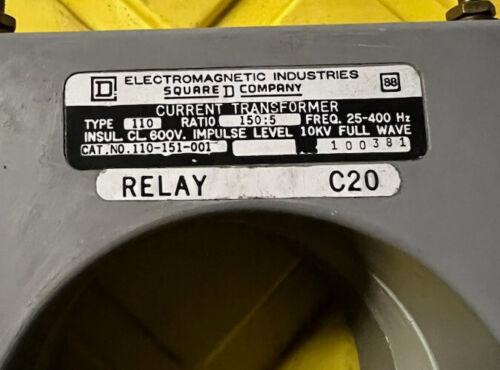 D ELECTROMAGNETIC INDUSTRIES 88
SQUARE D COMPANY
CURRENT TRANSFORMER
TYPE 110 RATIO 150:5 FREQ. 25-400 Hz
INSUL. CL. 600V. IMPULSE LEVEL 10KV FULL WAVE
CAT. NO. 110-151-001 100381
RELAY C20